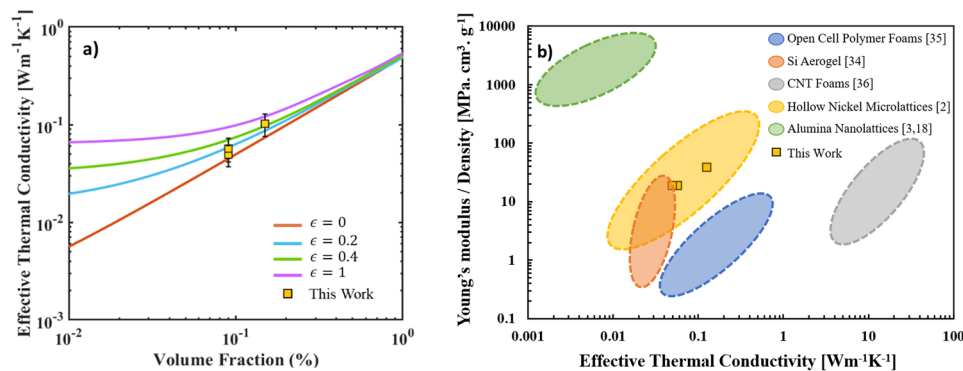 a)
Effective Thermal Conductivity [Wm⁻¹K⁻¹]
10⁰
10⁻¹
10⁻²
10⁻³
ϵ = 0
ϵ = 0.2
ϵ = 0.4
ϵ = 1
This Work
10⁻²
10⁻¹
10⁰
Volume Fraction (%)
b)
Young's modulus / Density [MPa. cm³. g⁻¹]
10000
1000
100
10
1
0.1
Open Cell Polymer Foams [35]
Si Aerogel [34]
CNT Foams [36]
Hollow Nickel Microlattices [2]
Alumina Nanolattices [3,18]
This Work
0.001
0.01
0.1
1
10
100
Effective Thermal Conductivity [Wm⁻¹K⁻¹]